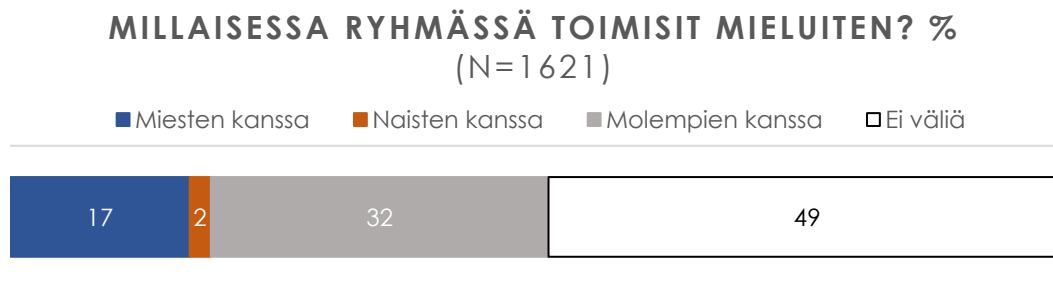 MILLAISESSA RYHMÄSSÄ TOIMISIT MIELUITEN? %
(N=1621)
Miesten kanssa Naisten kanssa Molempien kanssa Ei väliä
17 2 32 49